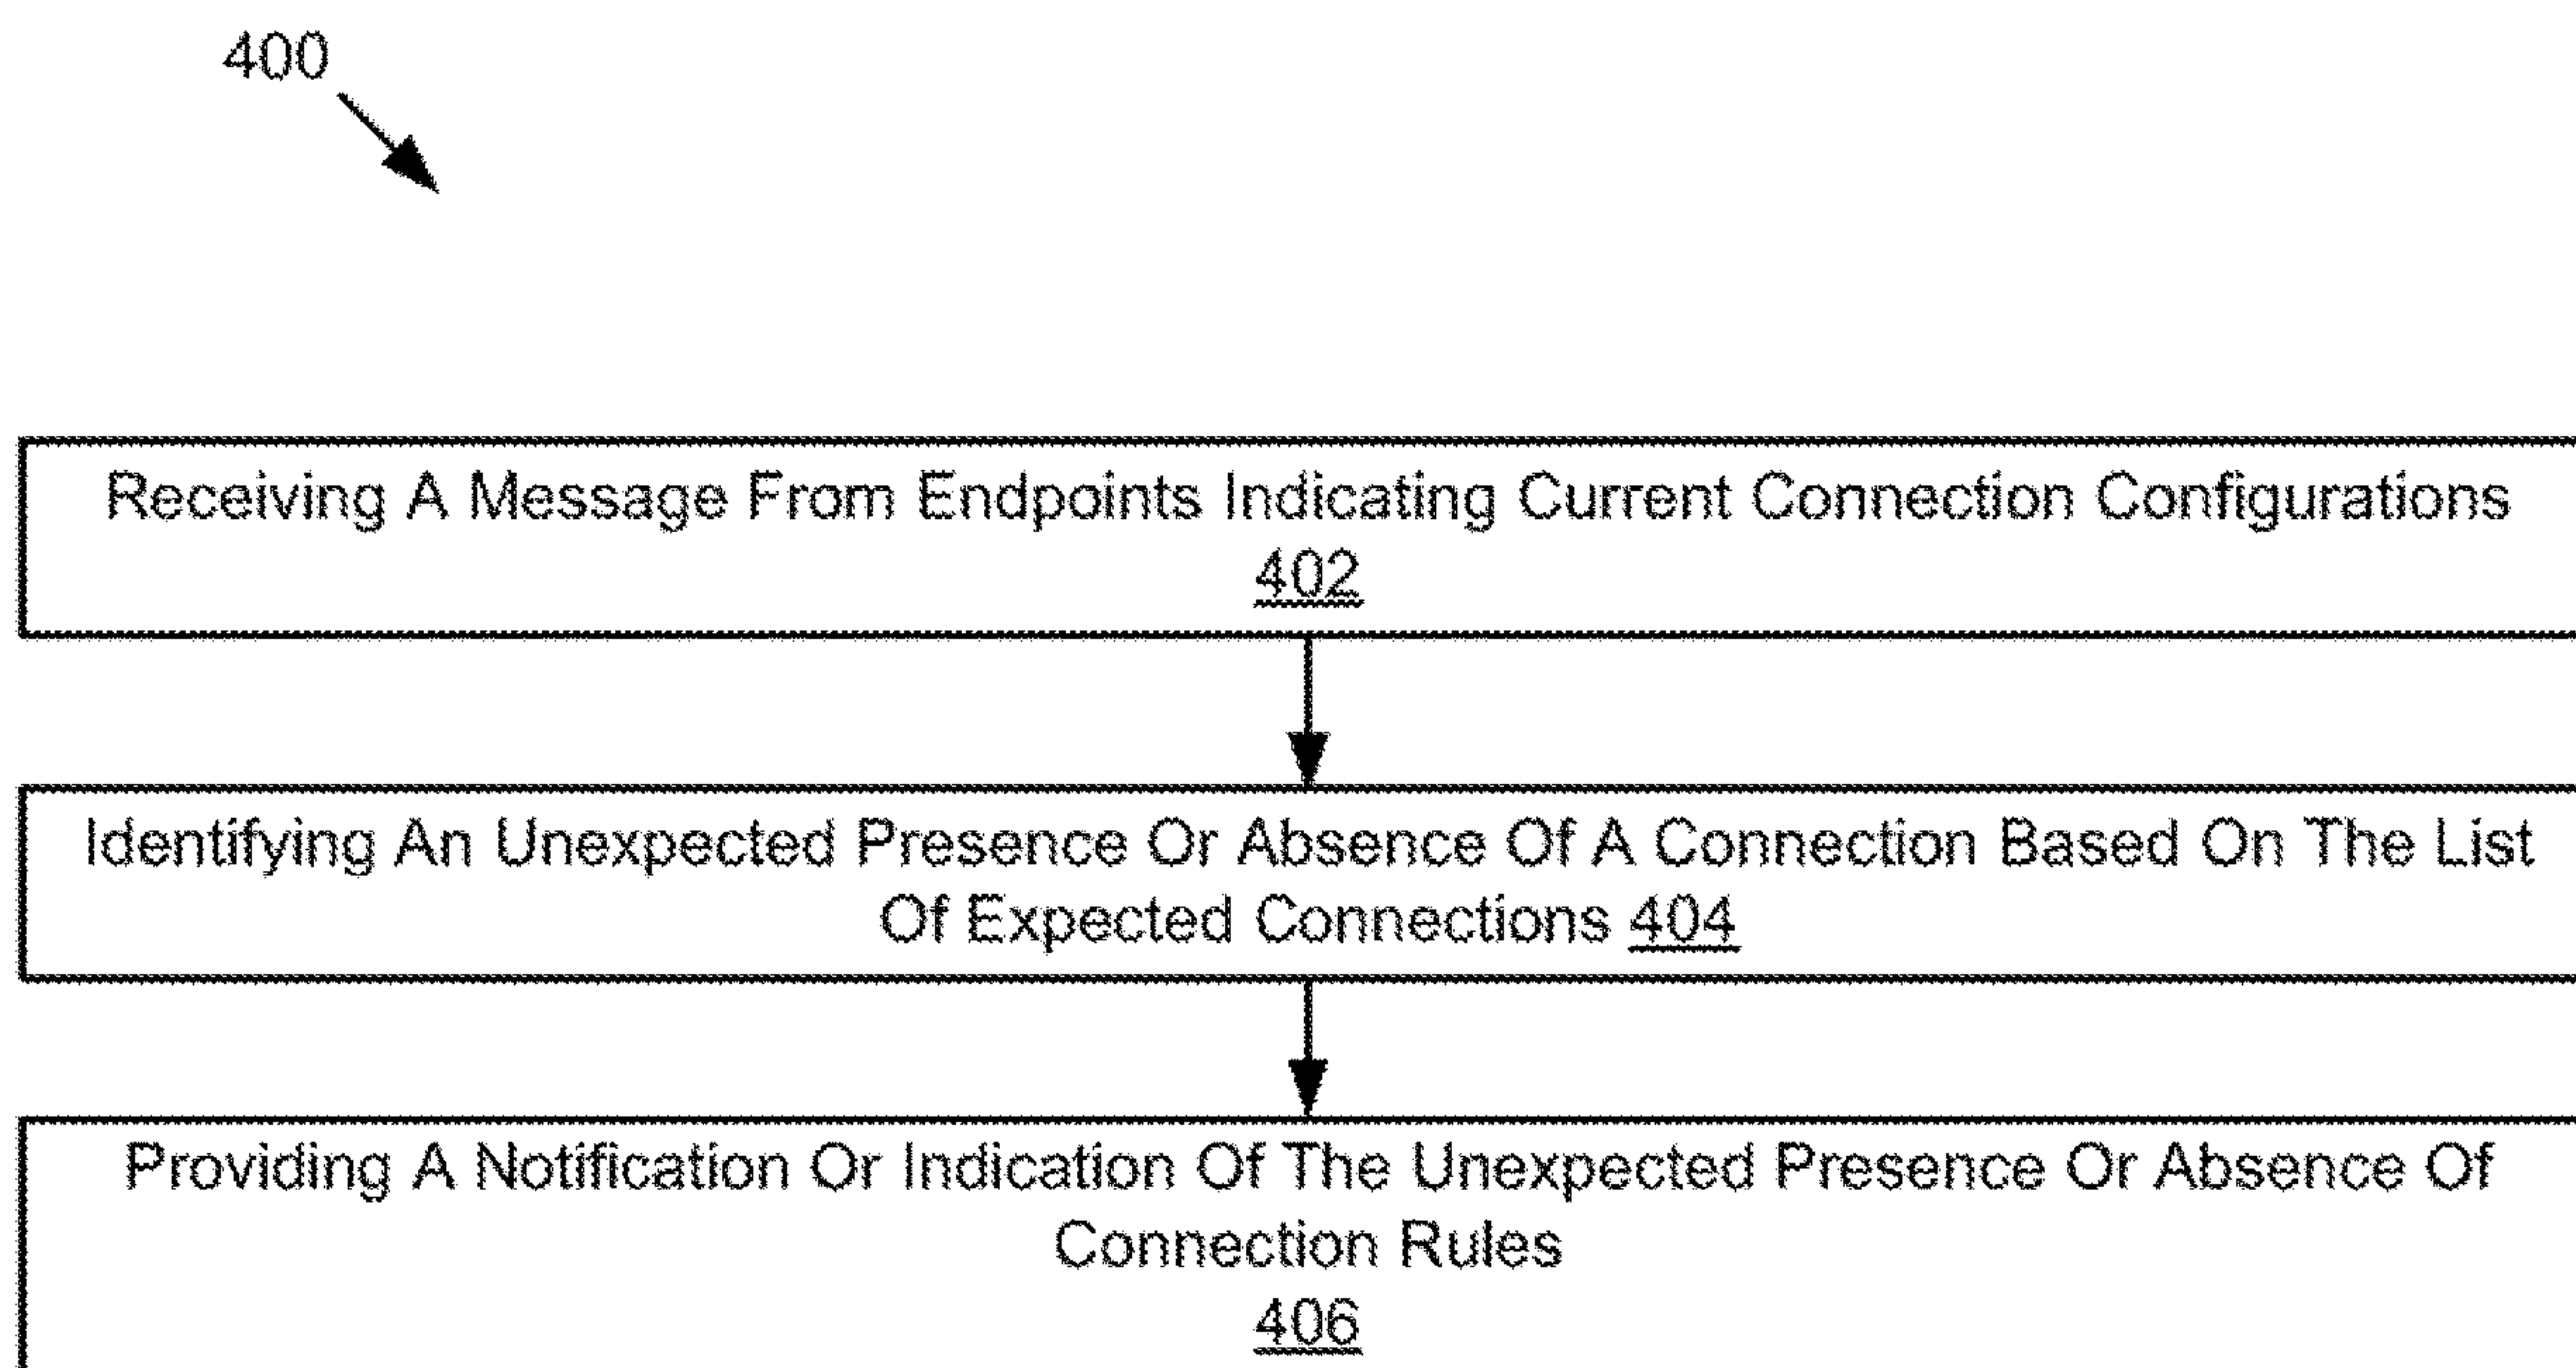 400
Receiving A Message From Endpoints Indicating Current Connection Configurations
402
Identifying An Unexpected Presence Or Absence Of A Connection Based On The List
Of Expected Connections 404
Providing A Notification Or Indication Of The Unexpected Presence Or Absence Of
Connection Rules
406